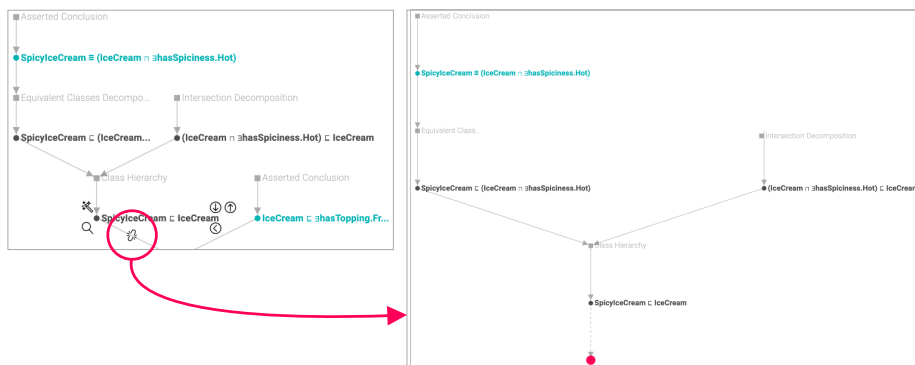 Asserted Conclusion
SpicyIceCream ≡ (IceCream ⊓ ∃hasSpiciness.Hot)
Equivalent Classes Decompo...
Intersection Decomposition
SpicyIceCream ⊑ (IceCream...
(IceCream ⊓ ∃hasSpiciness.Hot) ⊑ IceCream
Class Hierarchy
Asserted Conclusion
SpicyIceCream ⊑ IceCream
IceCream ⊑ ∃hasTopping.Fr...
Asserted Conclusion
SpicyIceCream ≡ (IceCream ⊓ ∃hasSpiciness.Hot)
Equivalent Class...
Intersection Decomposition
SpicyIceCream ⊑ (IceCream ⊓ ∃hasSpiciness.Hot)
(IceCream ⊓ ∃hasSpiciness.Hot) ⊑ IceCream
Class Hierarchy
SpicyIceCream ⊑ IceCream